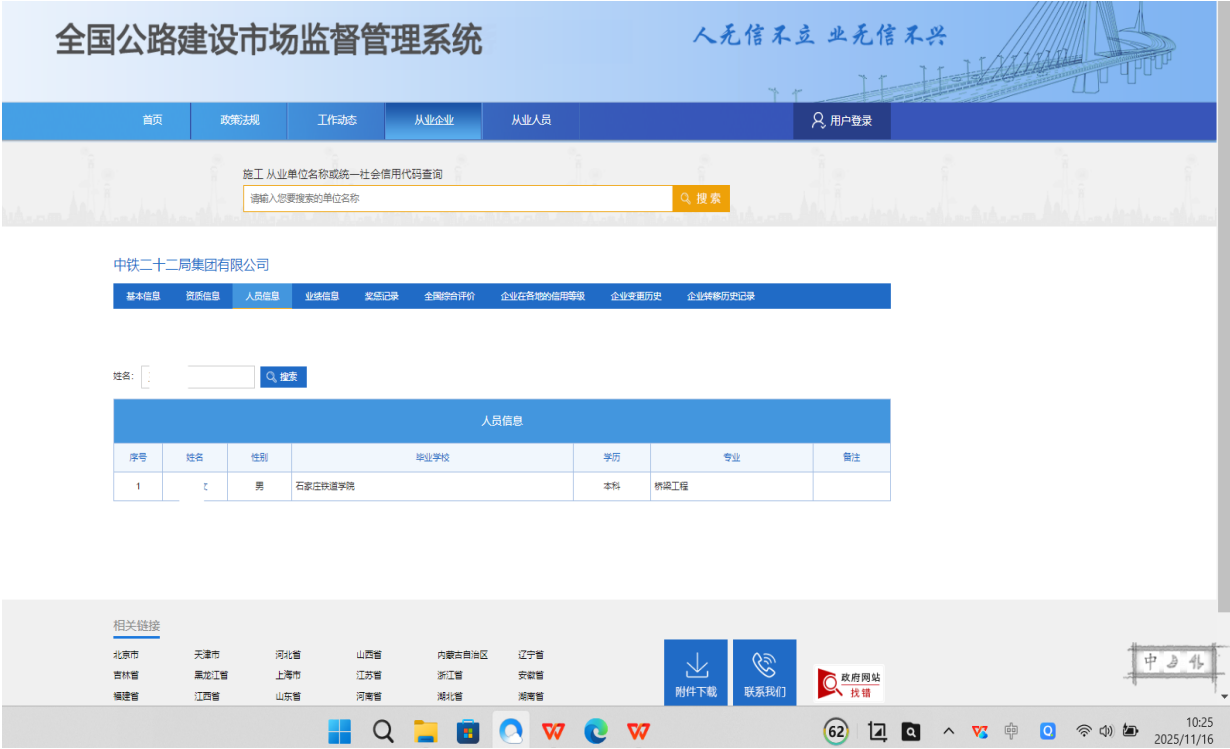 全国公路建设市场监督管理系统
人无信不立 业无信不兴
首页 政策法规 工作动态 从业企业 从业人员 用户登录
施工 从业单位名称或统一社会信用代码查询
请输入您要搜索的单位名称 搜索
中铁二十二局集团有限公司
基本信息 资质信息 人员信息 业绩信息 奖惩记录 全国综合评价 企业在各地的信用等级 企业变更历史 企业转移历史记录
姓名: 搜索
人员信息
序号 姓名 性别 毕业学校 学历 专业 备注
1 男 石家庄铁道学院 本科 桥梁工程
相关链接
北京市 天津市 河北省 山西省 内蒙古自治区 辽宁省
吉林省 黑龙江省 上海市 江苏省 浙江省 安徽省
福建省 江西省 山东省 河南省 湖北省 湖南省
附件下载 联系我们
政府网站
找错
中
62 中 10:25
2025/11/16